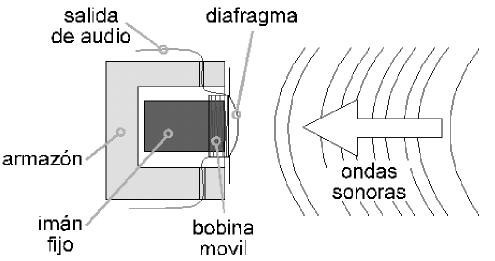 salida
de audio
diafragma
armazón
ondas
sonoras
imán
fijo
bobina
movil